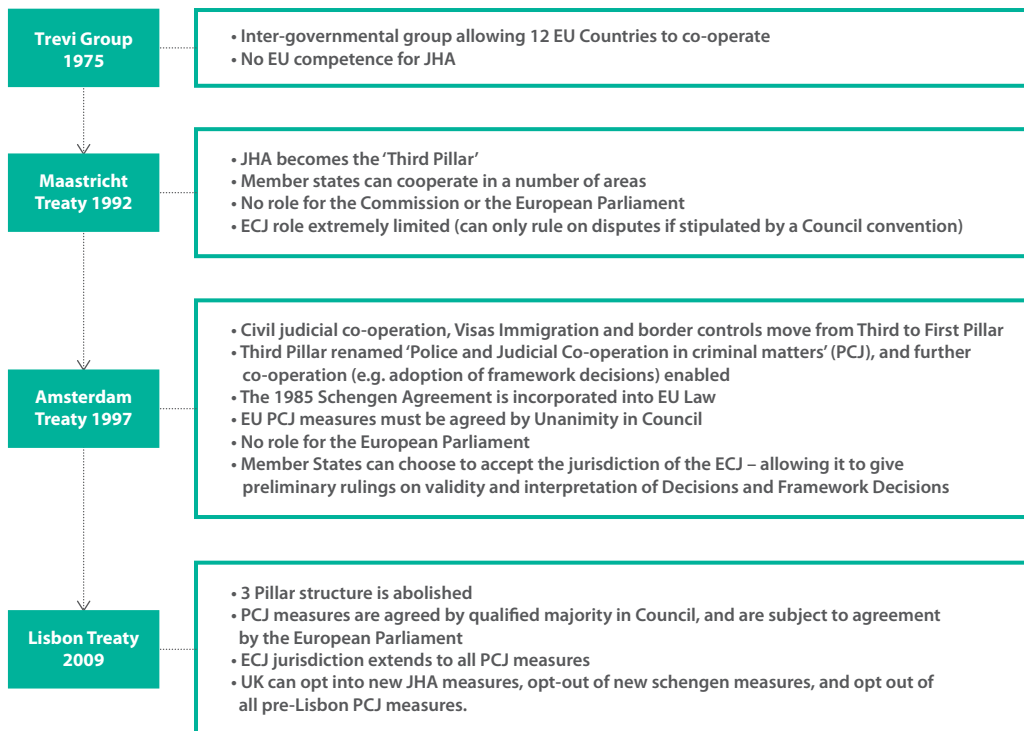 Trevi Group
1975
• Inter-governmental group allowing 12 EU Countries to co-operate
• No EU competence for JHA
Maastricht
Treaty 1992
• JHA becomes the ‘Third Pillar’
• Member states can cooperate in a number of areas
• No role for the Commission or the European Parliament
• ECJ role extremely limited (can only rule on disputes if stipulated by a Council convention)
Amsterdam
Treaty 1997
• Civil judicial co-operation, Visas Immigration and border controls move from Third to First Pillar
• Third Pillar renamed ‘Police and Judicial Co-operation in criminal matters’ (PCJ), and further
co-operation (e.g. adoption of framework decisions) enabled
• The 1985 Schengen Agreement is incorporated into EU Law
• EU PCJ measures must be agreed by Unanimity in Council
• No role for the European Parliament
• Member States can choose to accept the jurisdiction of the ECJ – allowing it to give
preliminary rulings on validity and interpretation of Decisions and Framework Decisions
Lisbon Treaty
2009
• 3 Pillar structure is abolished
• PCJ measures are agreed by qualified majority in Council, and are subject to agreement
by the European Parliament
• ECJ jurisdiction extends to all PCJ measures
• UK can opt into new JHA measures, opt-out of new schengen measures, and opt out of
all pre-Lisbon PCJ measures.